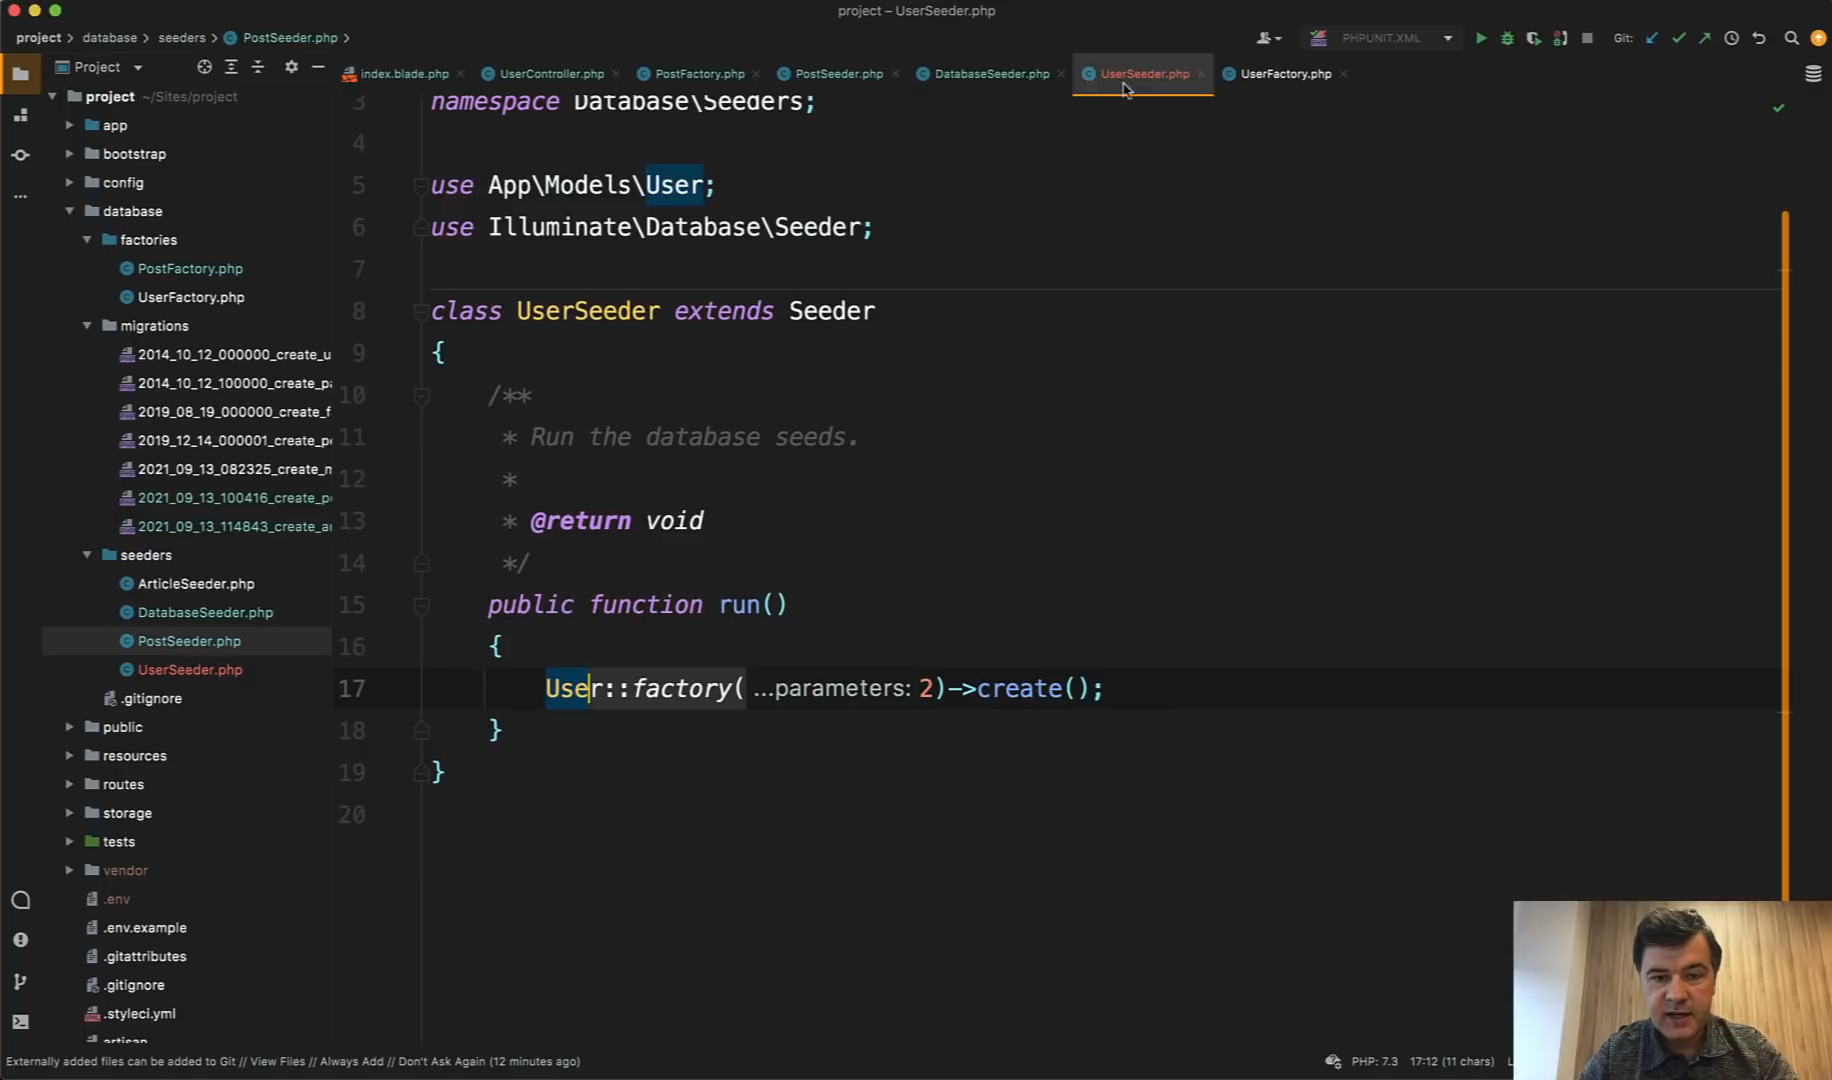 project – UserSeeder.php
project > database > seeders > PostSeeder.php >
PHPUNIT.XML
Git:
Project
index.blade.php
UserController.php
PostFactory.php
PostSeeder.php
DatabaseSeeder.php
UserSeeder.php
UserFactory.php
project ~/Sites/project
app
bootstrap
config
database
factories
PostFactory.php
UserFactory.php
migrations
2014_10_12_000000_create_u
2014_10_12_100000_create_pa
2019_08_19_000000_create_f
2019_12_14_000001_create_pe
2021_09_13_082325_create_m
2021_09_13_100416_create_po
2021_09_13_114843_create_ar
seeders
ArticleSeeder.php
DatabaseSeeder.php
PostSeeder.php
UserSeeder.php
.gitignore
public
resources
routes
storage
tests
vendor
.env
.env.example
.gitattributes
.gitignore
.styleci.yml
artisan
3 namespace Database\Seeders;
4
5 use App\Models\User;
6 use Illuminate\Database\Seeder;
7
8 class UserSeeder extends Seeder
9 {
10 /**
11 * Run the database seeds.
12 *
13 * @return void
14 */
15 public function run()
16 {
17 User::factory( ...parameters: 2)->create();
18 }
19 }
20
Externally added files can be added to Git // View Files // Always Add // Don't Ask Again (12 minutes ago)
PHP: 7.3 17:12 (11 chars)